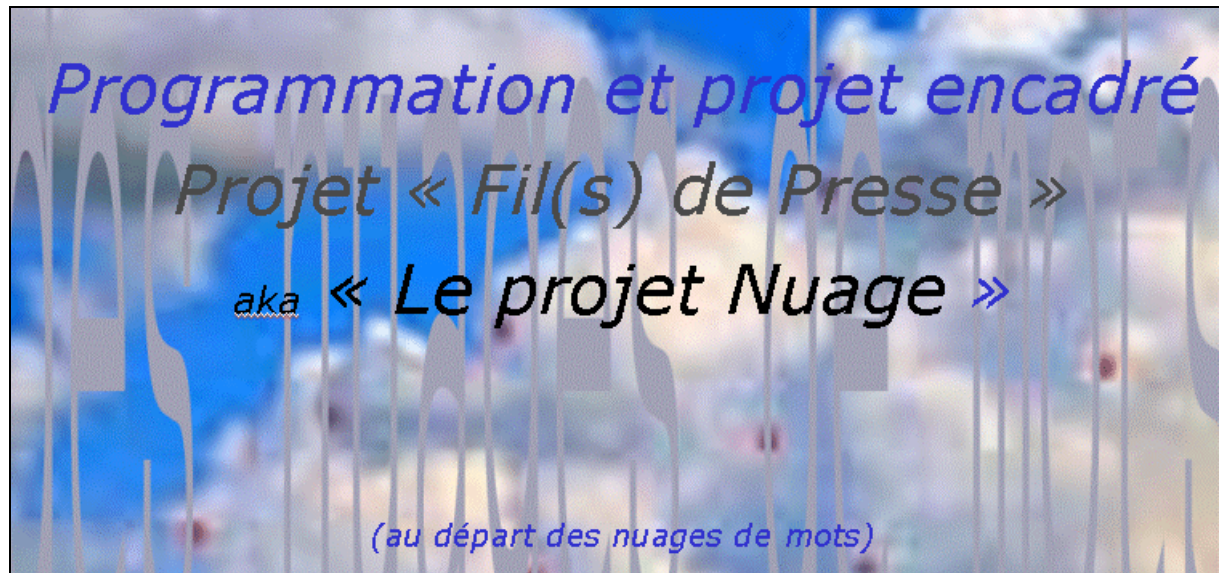 Programmation et projet encadré
Projet « Fil(s) de Presse »
aka « Le projet Nuage »
(au départ des nuages de mots)